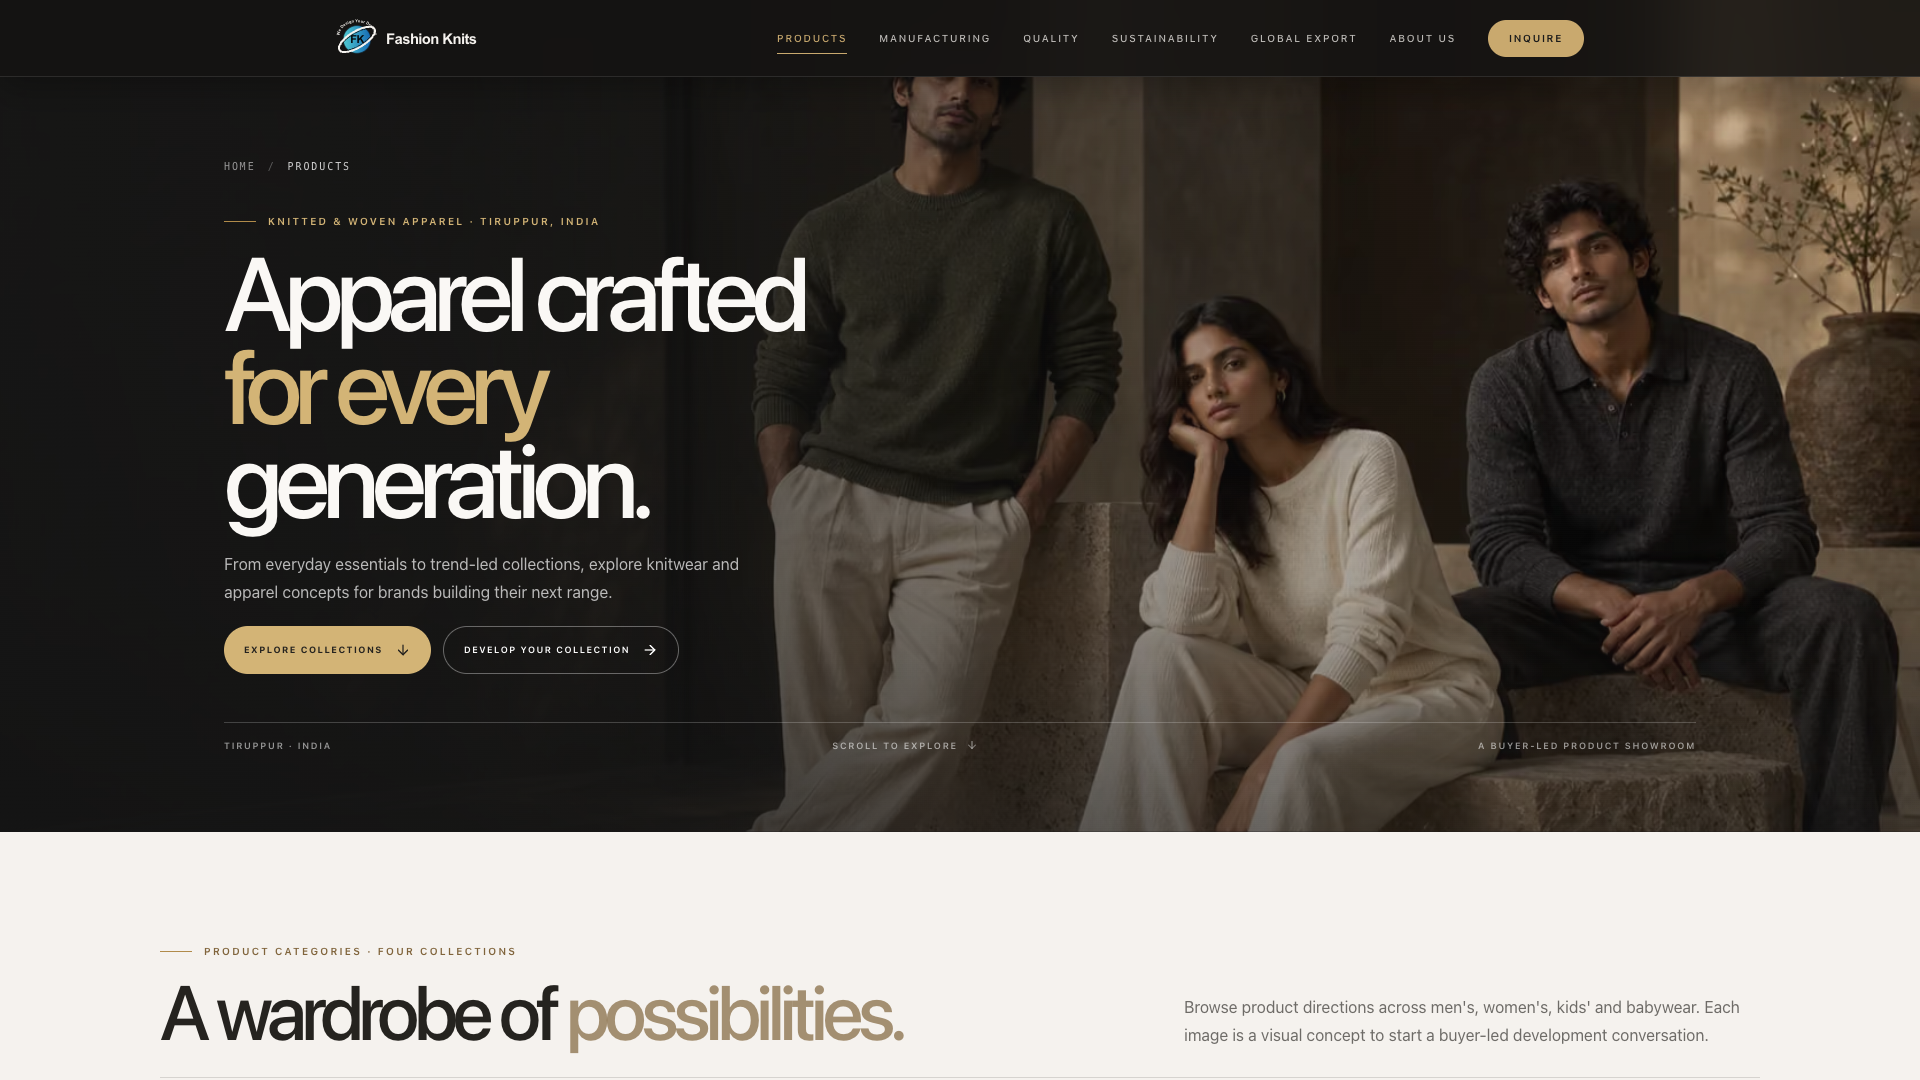 FK
Fashion Knits
PRODUCTS
MANUFACTURING
QUALITY
SUSTAINABILITY
GLOBAL EXPORT
ABOUT US
INQUIRE
HOME / PRODUCTS
KNITTED & WOVEN APPAREL · TIRUPPUR, INDIA
Apparel crafted
for every
generation.
From everyday essentials to trend-led collections, explore knitwear and
apparel concepts for brands building their next range.
EXPLORE COLLECTIONS ↓
DEVELOP YOUR COLLECTION →
TIRUPPUR · INDIA
SCROLL TO EXPLORE ↓
A BUYER-LED PRODUCT SHOWROOM
PRODUCT CATEGORIES · FOUR COLLECTIONS
A wardrobe of possibilities.
Browse product directions across men's, women's, kids' and babywear. Each
image is a visual concept to start a buyer-led development conversation.